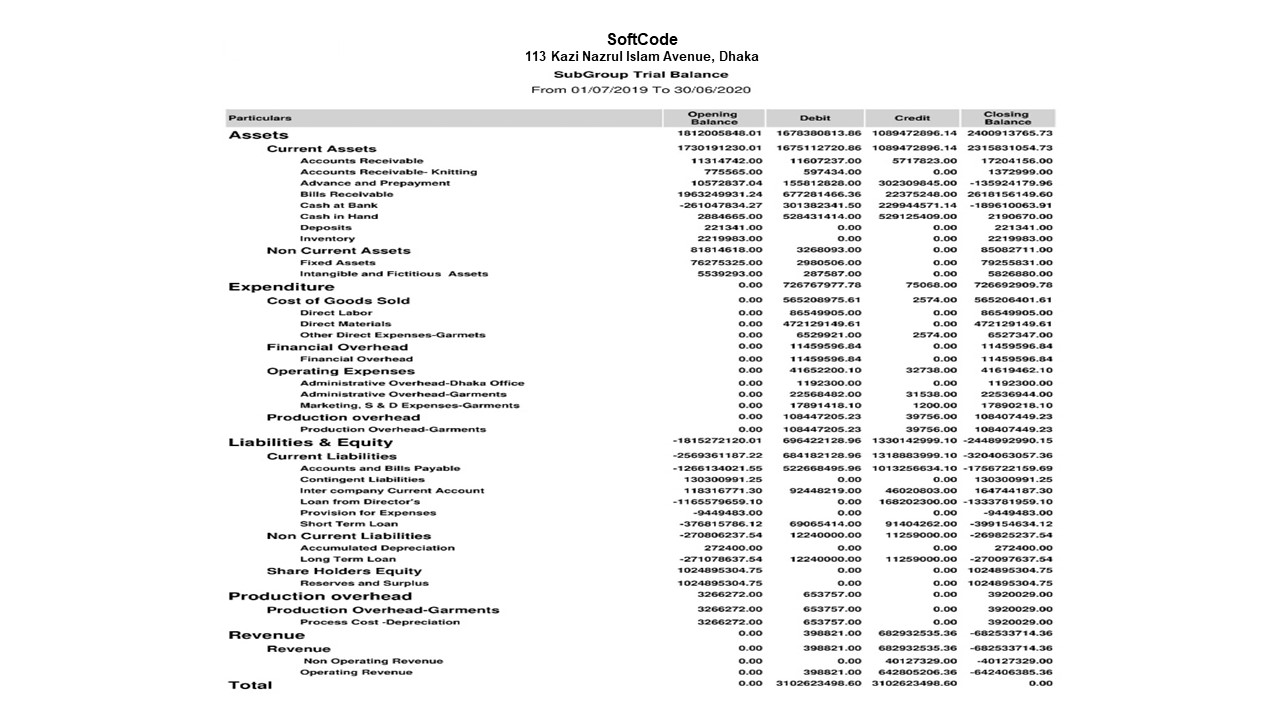 SoftCode
113 Kazi Nazrul Islam Avenue, Dhaka
SubGroup Trial Balance
From 01/07/2019 To 30/06/2020
Particulars Opening Balance Debit Credit Closing Balance
Assets 1812005848.01 1678380813.86 1089472896.14 2400913765.73
Current Assets 1730191230.01 1675112720.86 1089472896.14 2315831054.73
Accounts Receivable 11314742.00 11607237.00 5717823.00 17204156.00
Accounts Receivable- Knitting 775565.00 597434.00 0.00 1372999.00
Advance and Prepayment 10572837.04 155812828.00 302309845.00 -135924179.96
Bills Receivable 1963249931.24 677281466.36 22375248.00 2618156149.60
Cash at Bank -261047834.27 301382341.50 229944571.14 -189610063.91
Cash in Hand 2884665.00 528431414.00 529125409.00 2190670.00
Deposits 221341.00 0.00 0.00 221341.00
Inventory 2219983.00 0.00 0.00 2219983.00
Non Current Assets 81814618.00 3268093.00 0.00 85082711.00
Fixed Assets 76275325.00 2980506.00 0.00 79255831.00
Intangible and Fictitious Assets 5539293.00 287587.00 0.00 5826880.00
Expenditure 0.00 726767977.78 75068.00 726692909.78
Cost of Goods Sold 0.00 565208975.61 2574.00 565206401.61
Direct Labor 0.00 86549905.00 0.00 86549905.00
Direct Materials 0.00 472129149.61 0.00 472129149.61
Other Direct Expenses-Garmets 0.00 6529921.00 2574.00 6527347.00
Financial Overhead 0.00 11459596.84 0.00 11459596.84
Financial Overhead 0.00 11459596.84 0.00 11459596.84
Operating Expenses 0.00 41652200.10 32738.00 41619462.10
Administrative Overhead-Dhaka Office 0.00 1192300.00 0.00 1192300.00
Administrative Overhead-Garments 0.00 22568482.00 31538.00 22536944.00
Marketing, S & D Expenses-Garments 0.00 17891418.10 1200.00 17890218.10
Production overhead 0.00 108447205.23 39756.00 108407449.23
Production Overhead-Garments 0.00 108447205.23 39756.00 108407449.23
Liabilities & Equity -1815272120.01 696422128.96 1330142999.10 -2448992990.15
Current Liabilities -2569361187.22 684182128.96 1318883999.10 -3204063057.36
Accounts and Bills Payable -1266134021.55 522668495.96 1013256634.10 -1756722159.69
Contingent Liabilities 130300991.25 0.00 0.00 130300991.25
Inter company Current Account 118316771.30 92448219.00 46020803.00 164744187.30
Loan from Director's -1165579659.10 0.00 168202300.00 -1333781959.10
Provision for Expenses -9449483.00 0.00 0.00 -9449483.00
Short Term Loan -376815786.12 69065414.00 91404262.00 -399154634.12
Non Current Liabilities -270806237.54 12240000.00 11259000.00 -269825237.54
Accumulated Depreciation 272400.00 0.00 0.00 272400.00
Long Term Loan -271078637.54 12240000.00 11259000.00 -270097637.54
Share Holders Equity 1024895304.75 0.00 0.00 1024895304.75
Reserves and Surplus 1024895304.75 0.00 0.00 1024895304.75
Production overhead 3266272.00 653757.00 0.00 3920029.00
Production Overhead-Garments 3266272.00 653757.00 0.00 3920029.00
Process Cost -Depreciation 3266272.00 653757.00 0.00 3920029.00
Revenue 0.00 398821.00 682932535.36 -682533714.36
Revenue 0.00 398821.00 682932535.36 -682533714.36
Non Operating Revenue 0.00 0.00 40127329.00 -40127329.00
Operating Revenue 0.00 398821.00 642805206.36 -642406385.36
Total 0.00 3102623498.60 3102623498.60 0.00